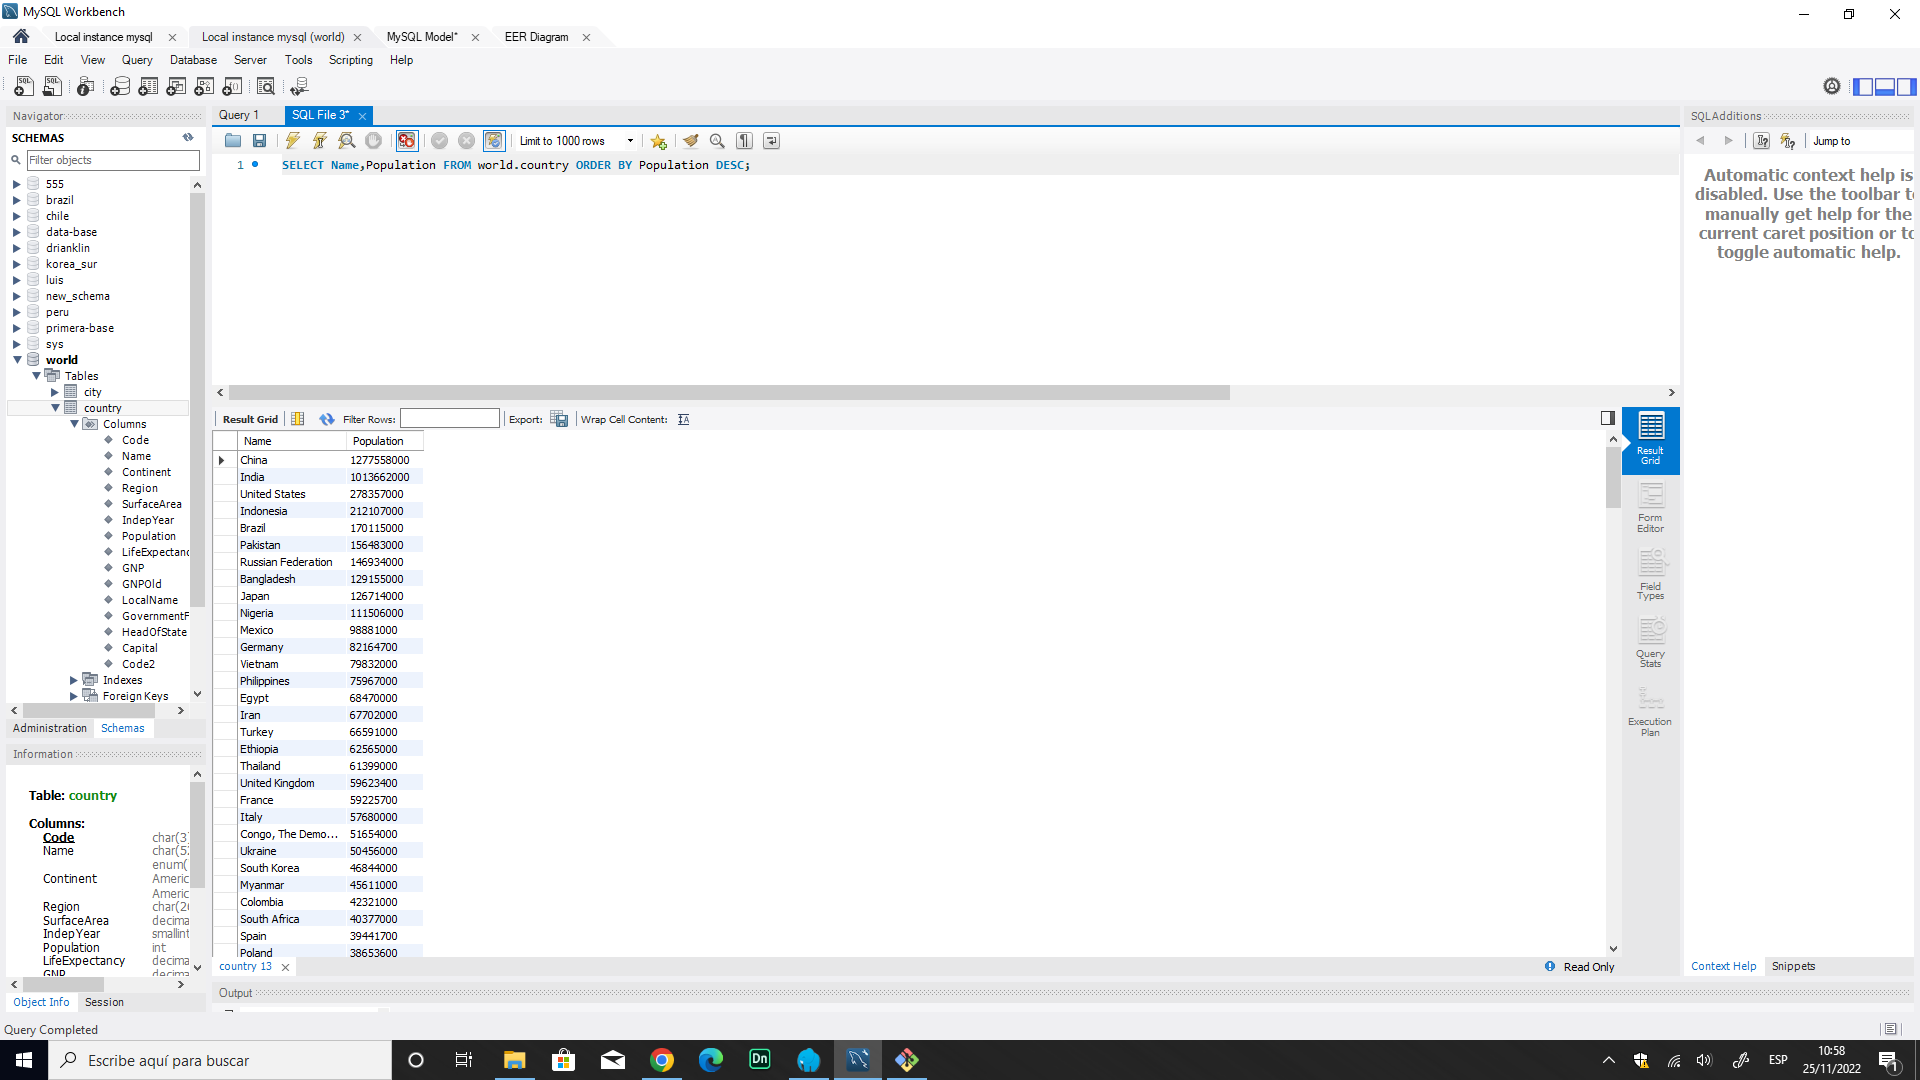 MySQL Workbench
Local instance mysql
Local instance mysql (world)
MySQL Model*
EER Diagram
File Edit View Query Database Server Tools Scripting Help
Navigator
SCHEMAS
Filter objects
555
brazil
chile
data-base
drianklin
korea_sur
luis
new_schema
peru
primera-base
sys
world
Tables
city
country
Columns
Code
Name
Continent
Region
SurfaceArea
IndepYear
Population
LifeExpectanc
GNP
GNPOld
LocalName
GovernmentF
HeadOfState
Capital
Code2
Indexes
Foreign Keys
Administration Schemas
Information
Table: country
Columns:
Code char(3)
Name char(52
enum(
Continent Americ
Americ
Region char(26
SurfaceArea decima
IndepYear smallint
Population int
LifeExpectancy decima
GNP decima
Object Info Session
Query Completed
Query 1
SQL File 3*
Limit to 1000 rows
1 SELECT Name,Population FROM world.country ORDER BY Population DESC;
Result Grid Filter Rows: Export: Wrap Cell Content:
Name Population
China 1277558000
India 1013662000
United States 278357000
Indonesia 212107000
Brazil 170115000
Pakistan 156483000
Russian Federation 146934000
Bangladesh 129155000
Japan 126714000
Nigeria 111506000
Mexico 98881000
Germany 82164700
Vietnam 79832000
Philippines 75967000
Egypt 68470000
Iran 67702000
Turkey 66591000
Ethiopia 62565000
Thailand 61399000
United Kingdom 59623400
France 59225700
Italy 57680000
Congo, The Demo... 51654000
Ukraine 50456000
South Korea 46844000
Myanmar 45611000
Colombia 42321000
South Africa 40377000
Spain 39441700
Poland 38653600
country 13
Read Only
Output
Result
Grid
Form
Editor
Field
Types
Query
Stats
Execution
Plan
SQLAdditions
Jump to
Automatic context help is
disabled. Use the toolbar to
manually get help for the
current caret position or to
toggle automatic help.
Context Help Snippets
Escribe aquí para buscar
Dn
ESP
10:58
25/11/2022
1